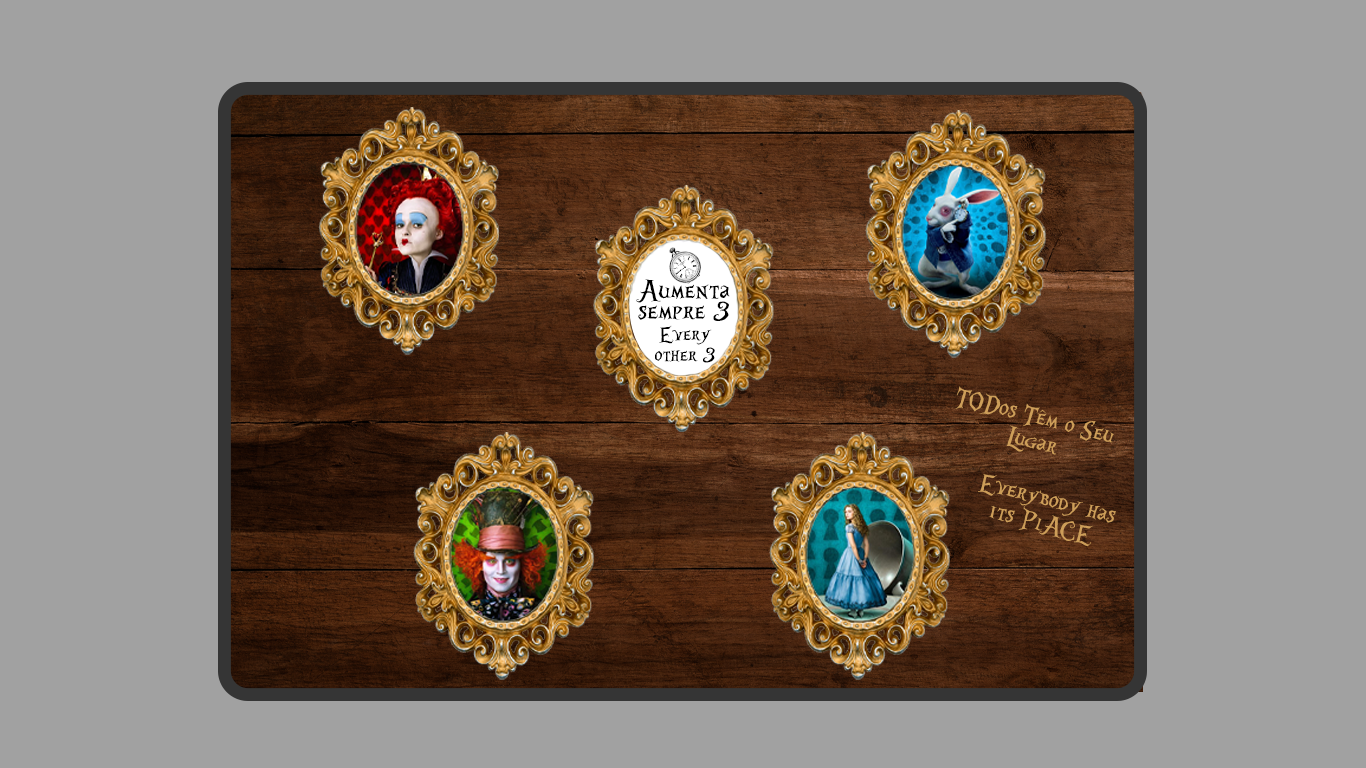 Aumenta
sempre 3
Every
other 3
TODos Têm o Seu
Lugar
Everybody has
its PlACE